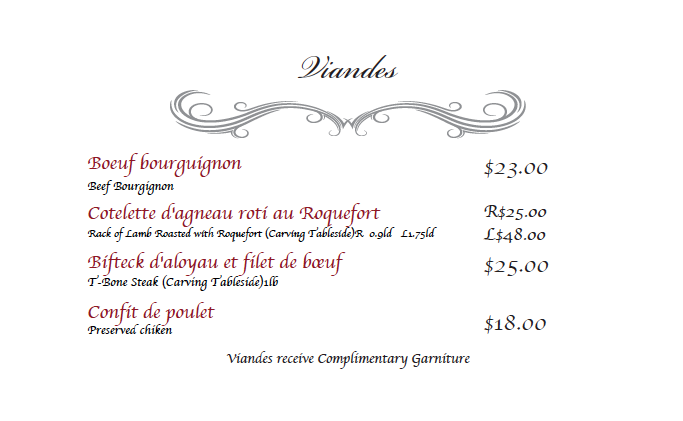 Viandes
Boeuf bourguignon $23.00
Beef Bourgignon
Cotelette d'agneau roti au Roquefort R$25.00
Rack of Lamb Roasted with Roquefort (Carving Tableside)R 0.9ld L1.75ld L$48.00
Bifteck d'aloyau et filet de bœuf $25.00
T-Bone Steak (Carving Tableside)1lb
Confit de poulet $18.00
Preserved chiken
Viandes receive Complimentary Garniture